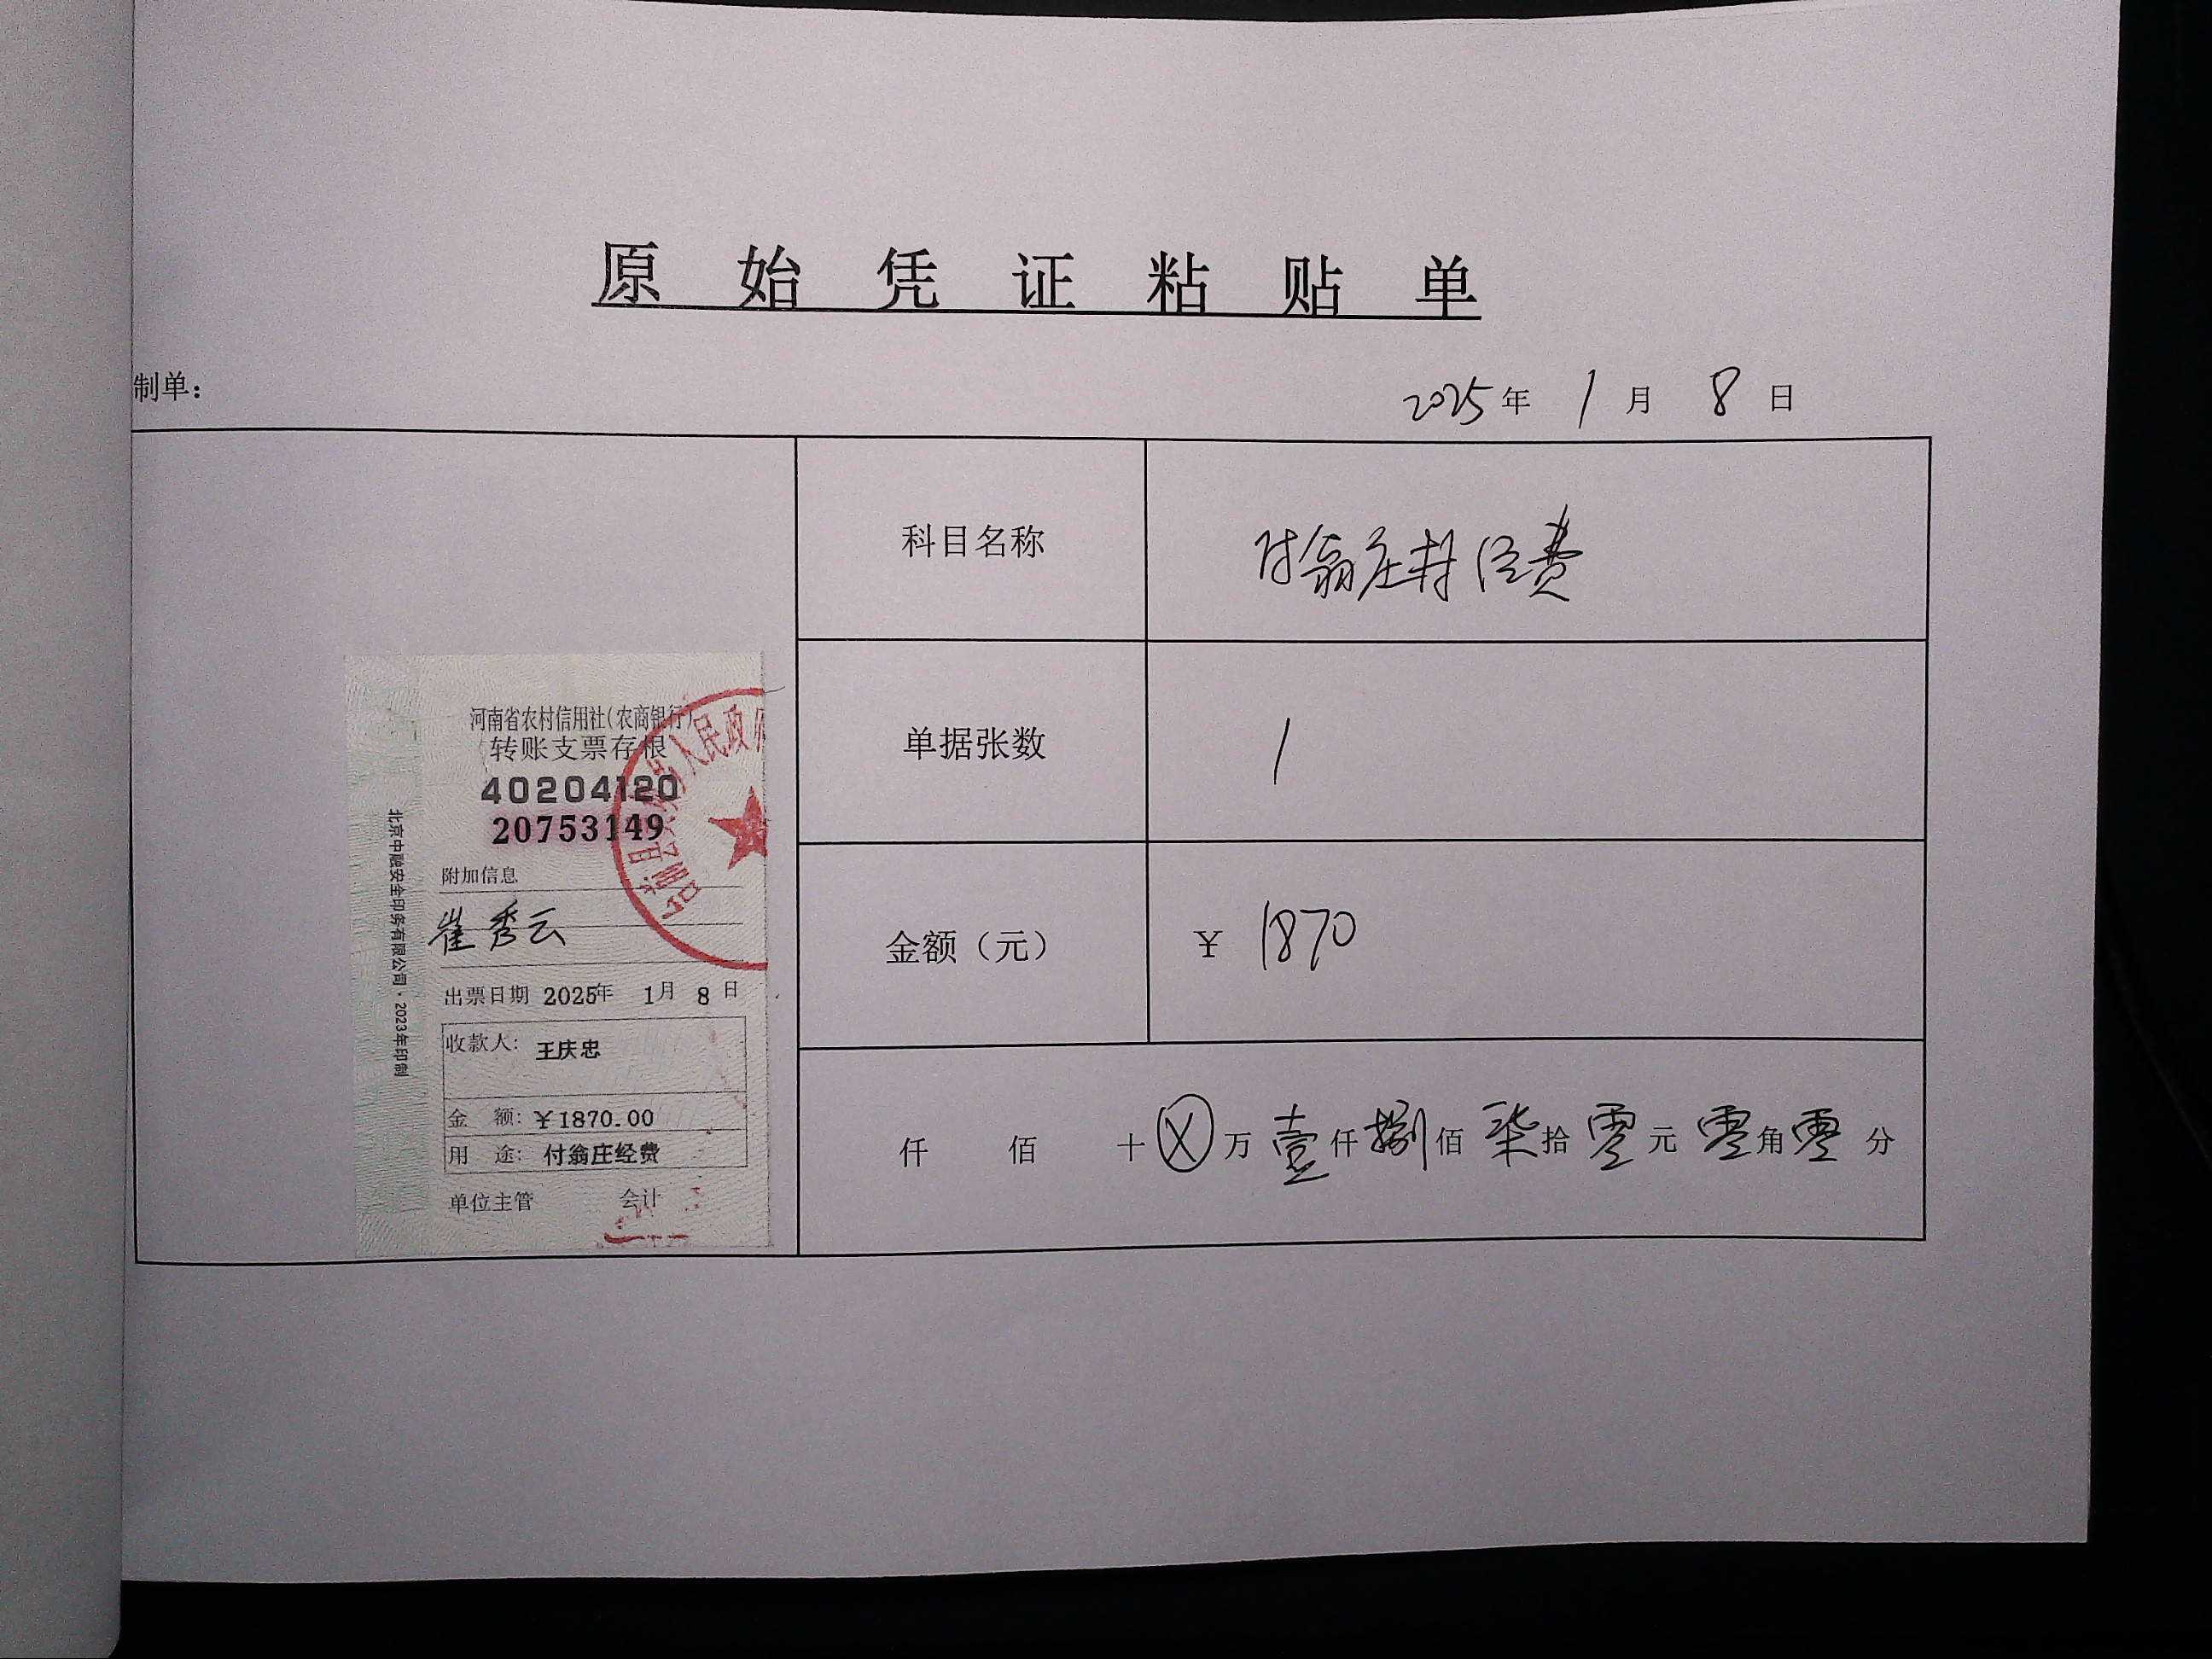 原始凭证粘贴单
制单：
2025年 1月 8日
科目名称 付翁庄村经费
单据张数 1
金额（元） ¥ 1870
仟 佰 十ⓧ万壹仟捌佰柒拾零元零角零分
河南省农村信用社(农商银行)
转账支票存根
40204120
20753149
附加信息
崔秀云
出票日期 2025年 1月 8日
收款人: 王庆忠
金 额: ¥1870.00
用 途: 付翁庄经费
单位主管 会计
北京中融安全印务有限公司·2023年印制
人民政府